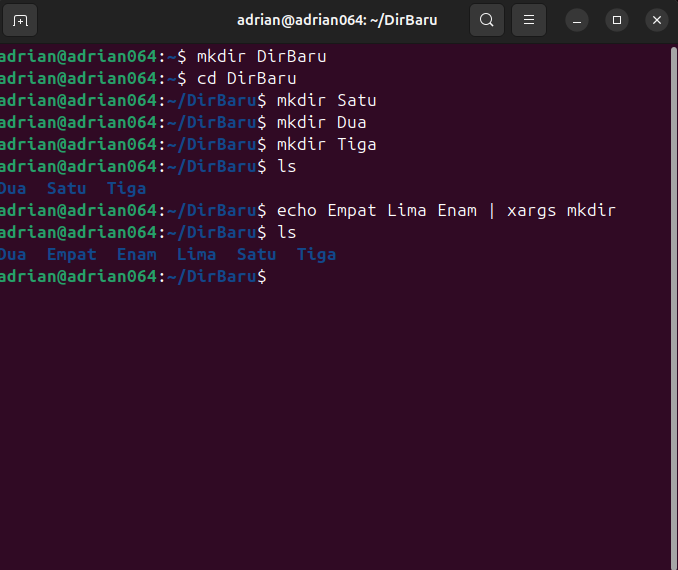 adrian@adrian064: ~/DirBaru
adrian@adrian064:~$ mkdir DirBaru
adrian@adrian064:~$ cd DirBaru
adrian@adrian064:~/DirBaru$ mkdir Satu
adrian@adrian064:~/DirBaru$ mkdir Dua
adrian@adrian064:~/DirBaru$ mkdir Tiga
adrian@adrian064:~/DirBaru$ ls
Dua  Satu  Tiga
adrian@adrian064:~/DirBaru$ echo Empat Lima Enam | xargs mkdir
adrian@adrian064:~/DirBaru$ ls
Dua  Empat  Enam  Lima  Satu  Tiga
adrian@adrian064:~/DirBaru$